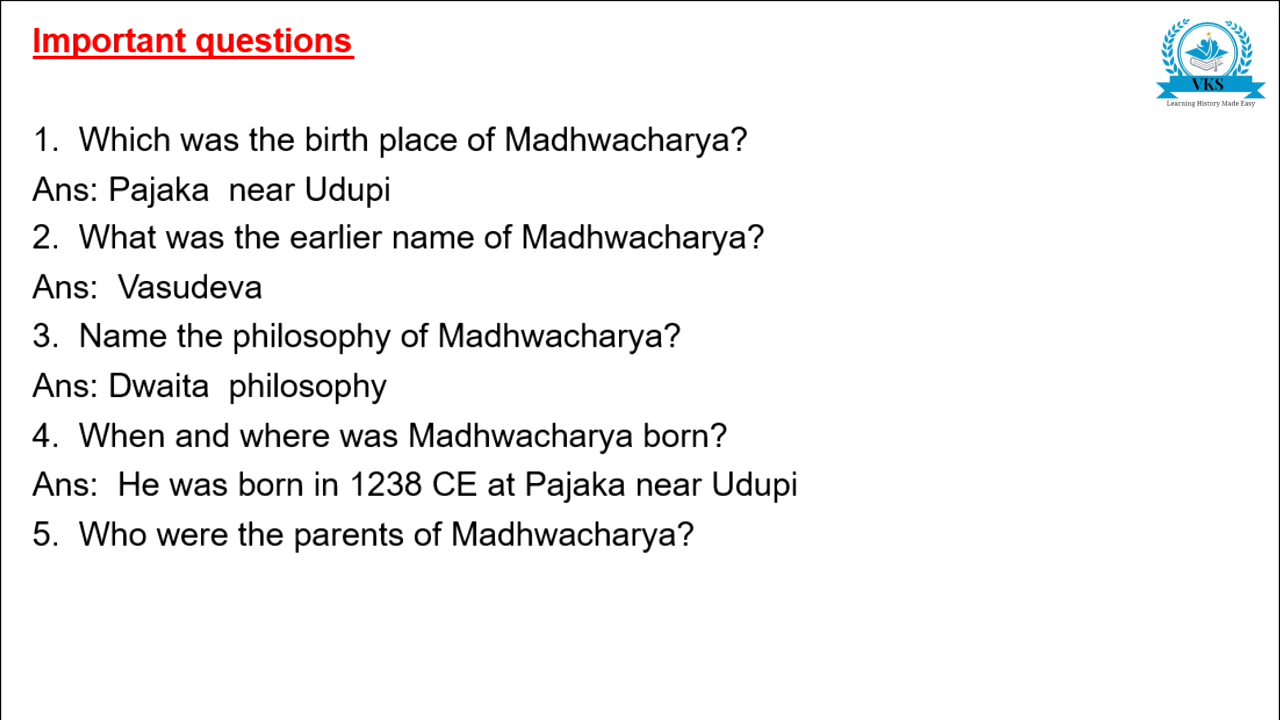 Important questions
VKS
Learning History Made Easy
1. Which was the birth place of Madhwacharya?
Ans: Pajaka near Udupi
2. What was the earlier name of Madhwacharya?
Ans: Vasudeva
3. Name the philosophy of Madhwacharya?
Ans: Dwaita philosophy
4. When and where was Madhwacharya born?
Ans: He was born in 1238 CE at Pajaka near Udupi
5. Who were the parents of Madhwacharya?